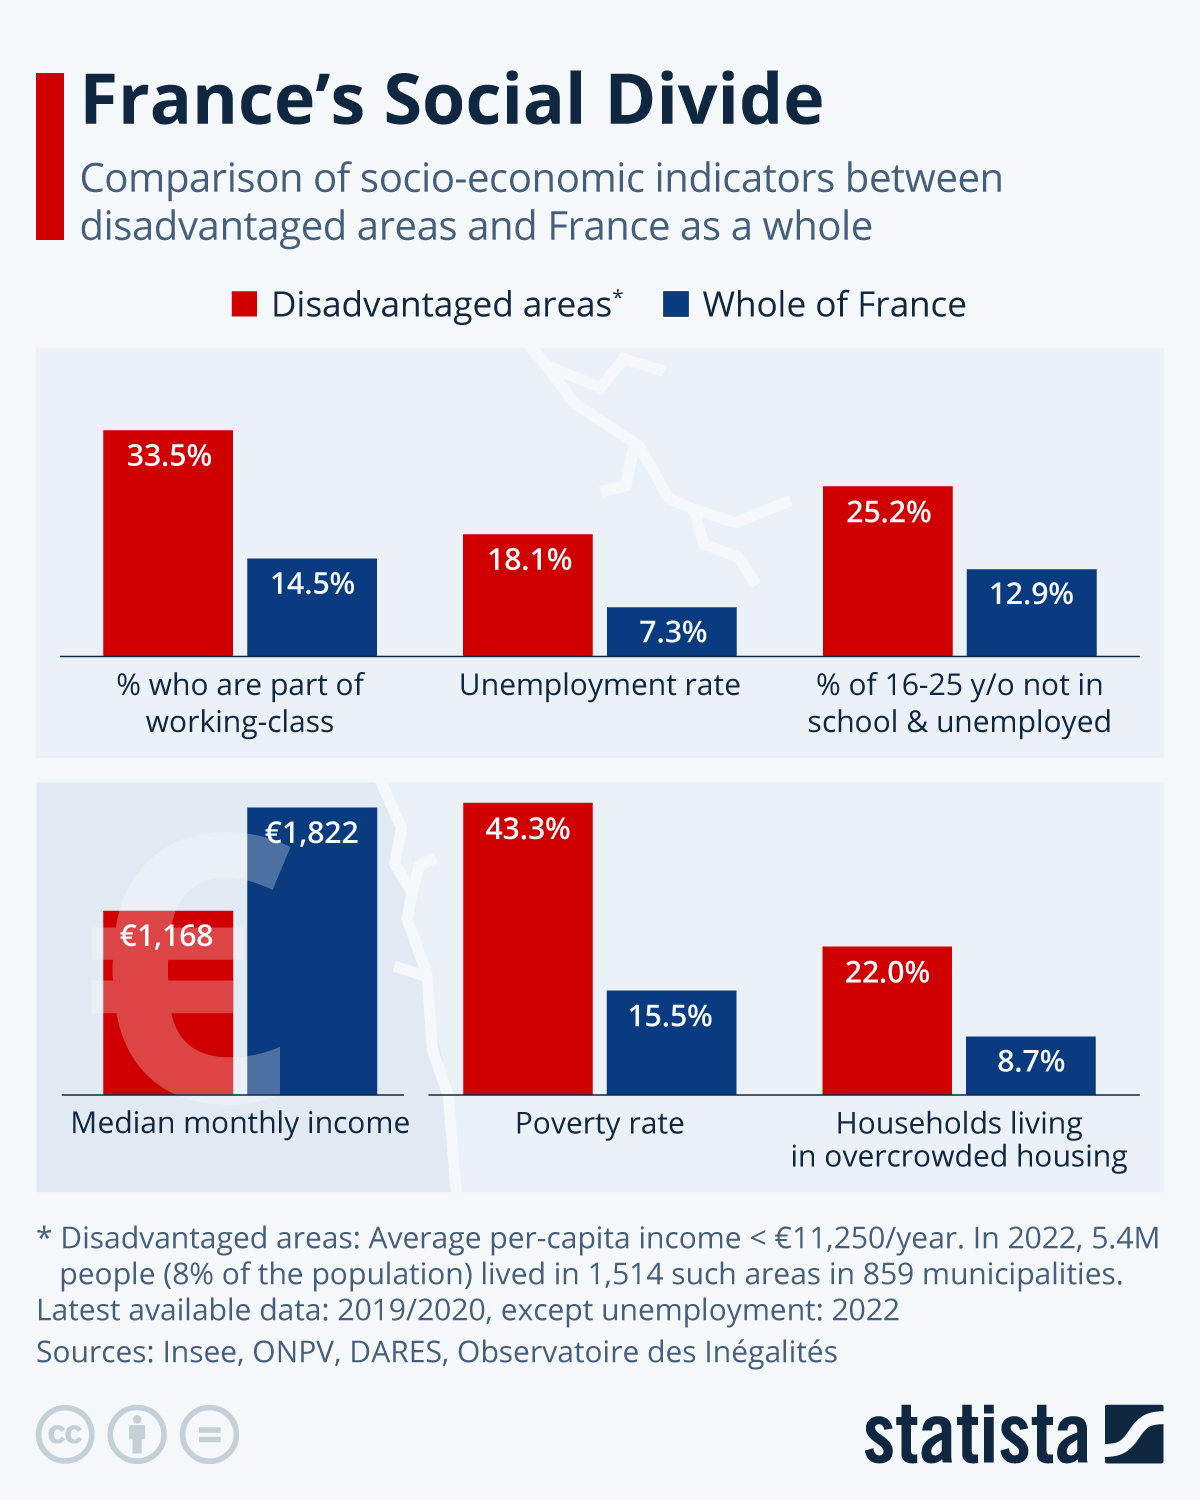 France’s Social Divide
Comparison of socio-economic indicators between
disadvantaged areas and France as a whole
Disadvantaged areas* Whole of France
33.5%
14.5%
18.1%
7.3%
25.2%
12.9%
% who are part of
working-class
Unemployment rate
% of 16-25 y/o not in
school & unemployed
€1,168
€1,822
43.3%
15.5%
22.0%
8.7%
Median monthly income
Poverty rate
Households living
in overcrowded housing
€
* Disadvantaged areas: Average per-capita income < €11,250/year. In 2022, 5.4M
people (8% of the population) lived in 1,514 such areas in 859 municipalities.
Latest available data: 2019/2020, except unemployment: 2022
Sources: Insee, ONPV, DARES, Observatoire des Inégalités
cc =
statista